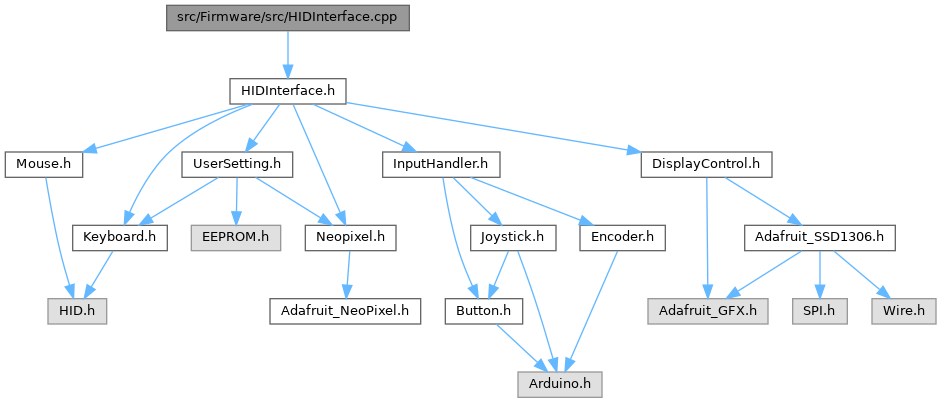 src/Firmware/src/HIDInterface.cpp
HIDInterface.h
Mouse.h
UserSetting.h
InputHandler.h
DisplayControl.h
Keyboard.h
EEPROM.h
Neopixel.h
Joystick.h
Encoder.h
Adafruit_SSD1306.h
HID.h
Adafruit_NeoPixel.h
Button.h
Adafruit_GFX.h
SPI.h
Wire.h
Arduino.h